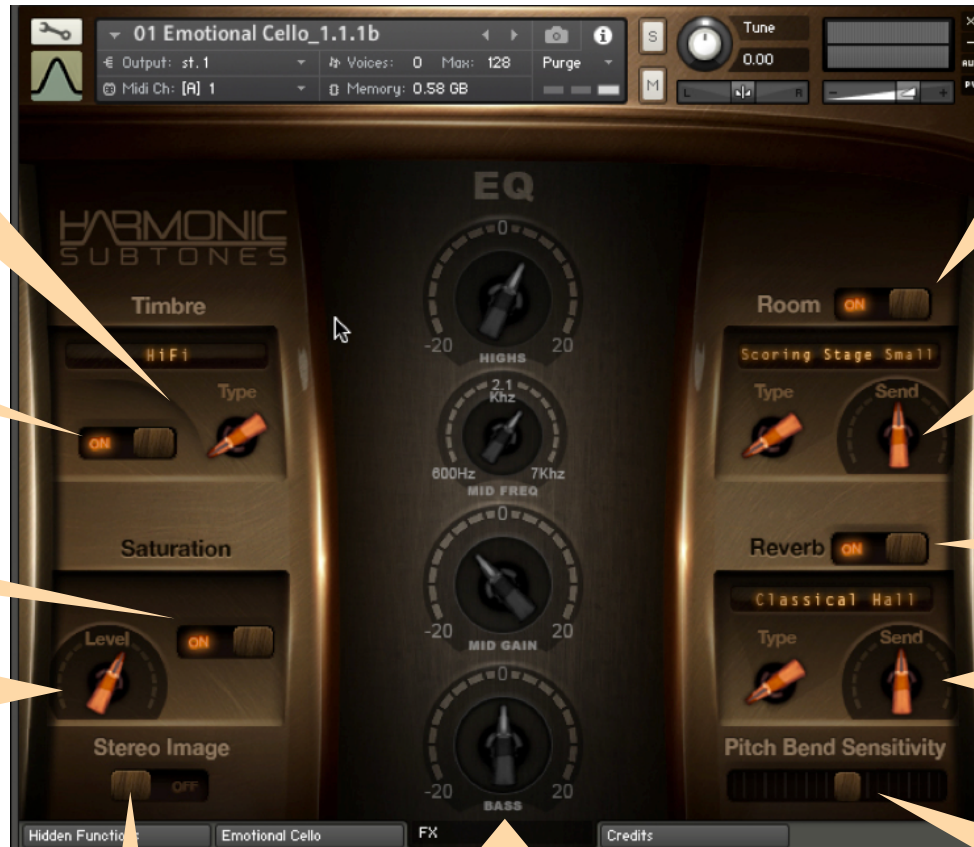 01 Emotional Cello_1.1.1b
Output: st.1
Voices: 0 Max: 128
Purge
Midi Ch: [A] 1
Memory: 0.58 GB
S
M
Tune
0.00
L R
- +
EQ
0
-20 20
HIGHS
2.1
Khz
600Hz 7Khz
MID FREQ
0
-20 20
MID GAIN
0
-20 20
BASS
HARMONIC
SUBTONES
Timbre
HiFi
Type
ON
Saturation
ON
Level
Stereo Image
OFF
Room ON
Scoring Stage Small
Type Send
Reverb ON
Classical Hall
Type Send
Pitch Bend Sensitivity
Emotional Cello
FX
Credits